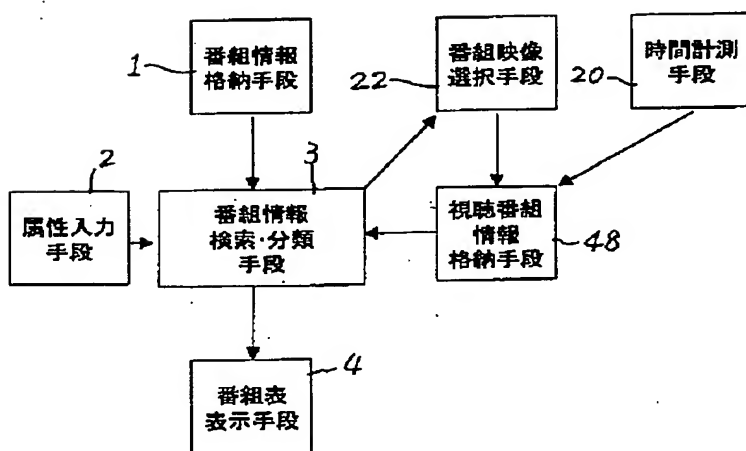 1
番組情報
格納手段
22
番組映像
選択手段
20
時間計測
手段
2
属性入力
手段
3
番組情報
検索・分類
手段
視聴番組
情報
格納手段
48
4
番組表
表示手段